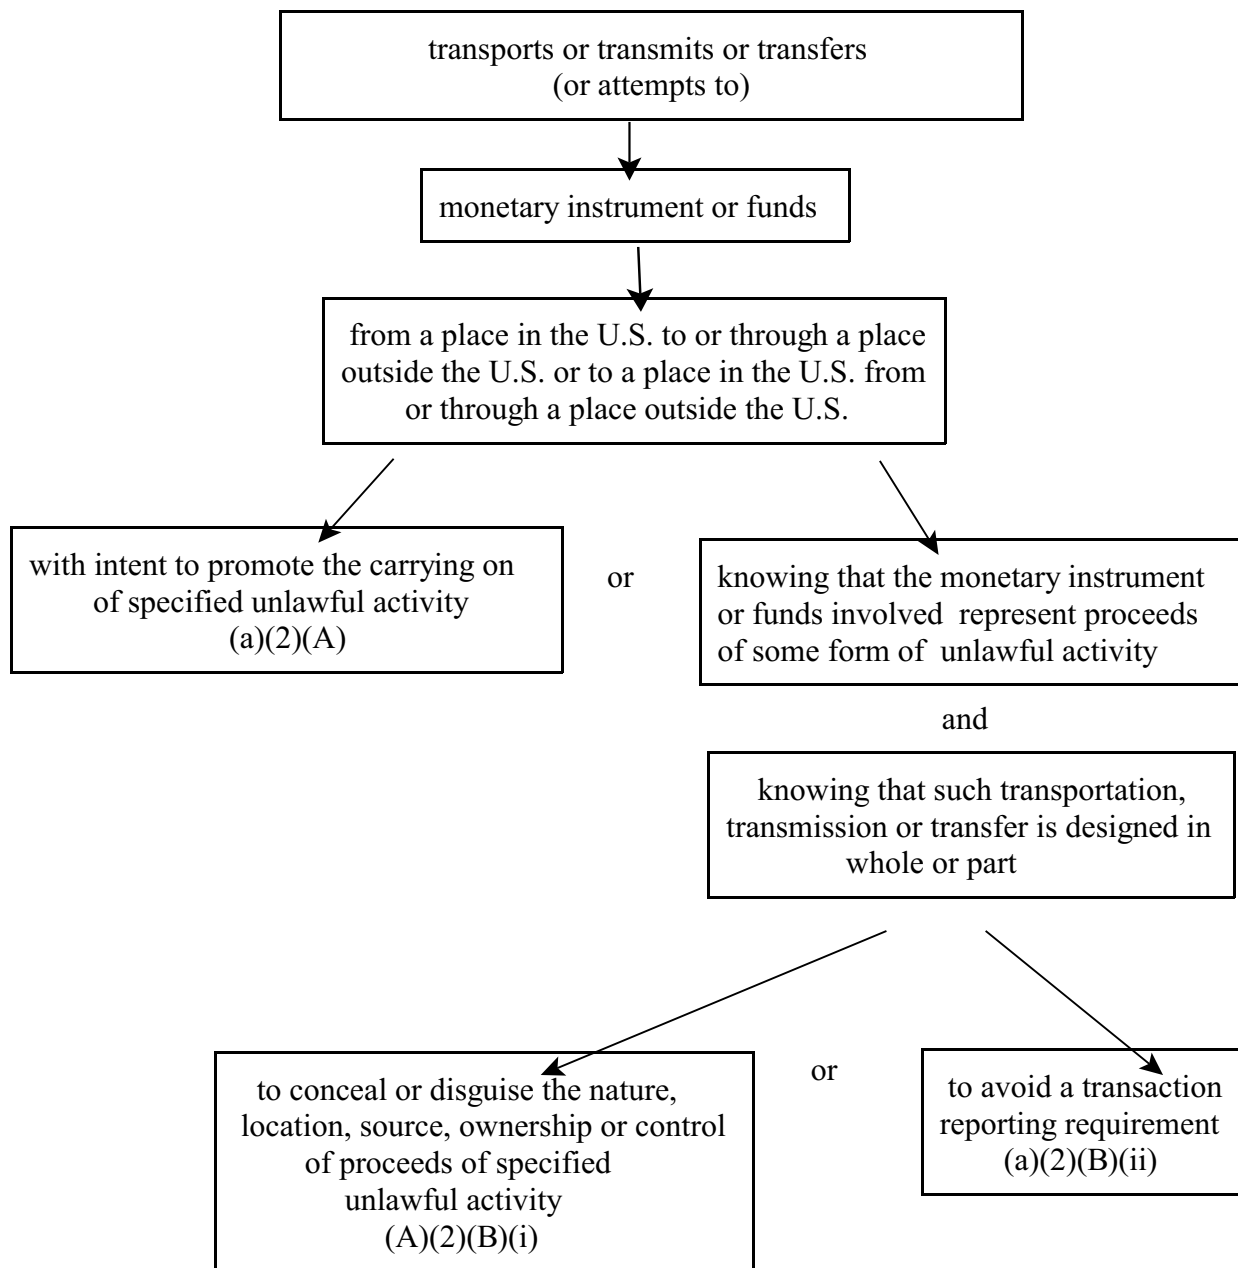 transports or transmits or transfers
(or attempts to)
monetary instrument or funds
from a place in the U.S. to or through a place
outside the U.S. or to a place in the U.S. from
or through a place outside the U.S.
with intent to promote the carrying on
of specified unlawful activity
(a)(2)(A)
or
knowing that the monetary instrument
or funds involved represent proceeds
of some form of unlawful activity
and
knowing that such transportation,
transmission or transfer is designed in
whole or part
to conceal or disguise the nature,
location, source, ownership or control
of proceeds of specified
unlawful activity
(A)(2)(B)(i)
or
to avoid a transaction
reporting requirement
(a)(2)(B)(ii)